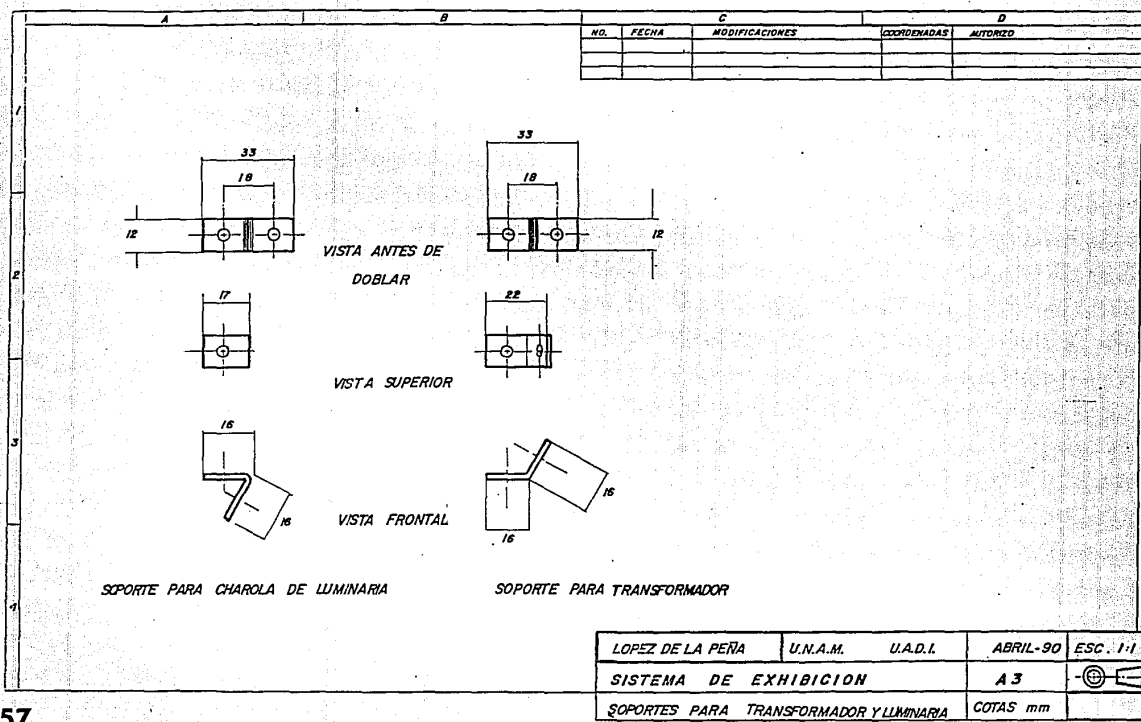 A B C D
NO. FECHA MODIFICACIONES COORDENADAS AUTORIZO
1
33 33
18 18
12 12
VISTA ANTES DE
DOBLAR
2
17 22
VISTA SUPERIOR
3
16
16 16
VISTA FRONTAL
16
SOPORTE PARA CHAROLA DE LUMINARIA SOPORTE PARA TRANSFORMADOR
4
LOPEZ DE LA PEÑA U.N.A.M. U.A.D.I. ABRIL-90 ESC. 1:1
SISTEMA DE EXHIBICION A3
SOPORTES PARA TRANSFORMADOR Y LUMINARIA COTAS mm
57